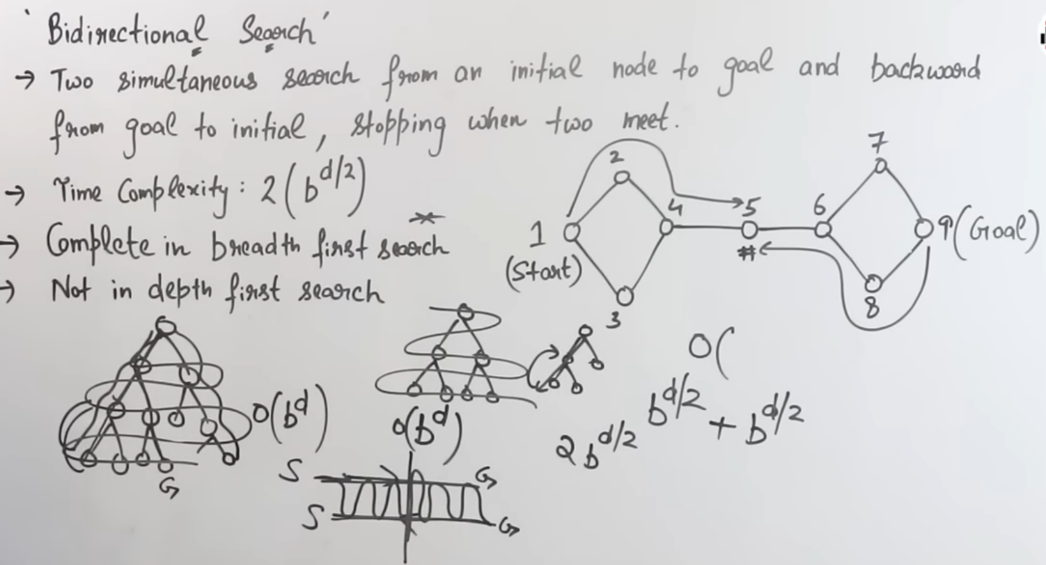 'Bidirectional Search'
→ Two simultaneous search from an initial node to goal and backward
from goal to initial, stopping when two meet.
→ Time Complexity: 2(b^d/2)
→ Complete in breadth first search
→ Not in depth first search
1
(Start)
2
3
4
5
#
6
7
8
9 (Goal)
G
O(b^d)
O(b^d)
O(
b^d/2 + b^d/2
2b^d/2
S G
S G